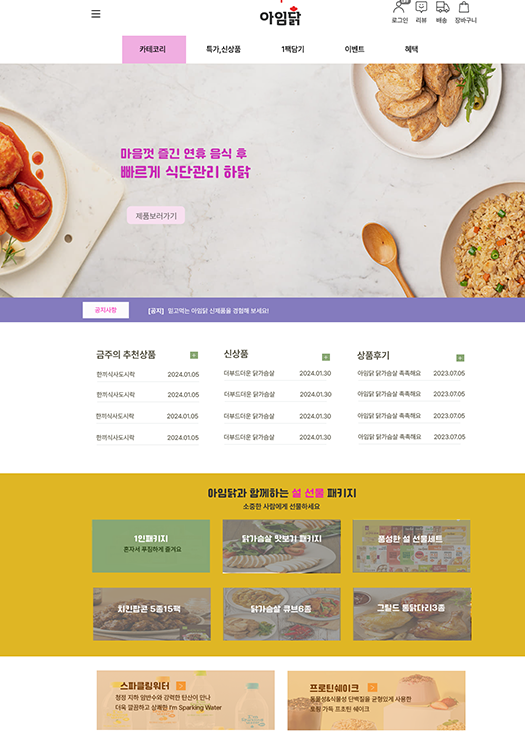 아임닭
로그인 리뷰 배송 장바구니
카테코리 특가,신상품 1팩담기 이벤트 혜택
마음껏 즐긴 연휴 음식 후
빠르게 식단관리 하닭
제품보러가기
공지사항 [공지] 믿고먹는 아임닭 신제품을 경험해 보세요!
금주의 추천상품 +
한끼식사도시락 2024.01.05
한끼식사도시락 2024.01.05
한끼식사도시락 2024.01.05
한끼식사도시락 2024.01.05
신상품 +
더부드더운 닭가슴살 2024.01.30
더부드더운 닭가슴살 2024.01.30
더부드더운 닭가슴살 2024.01.30
더부드더운 닭가슴살 2024.01.30
상품후기 +
아임닭 닭가슴살 촉촉해요 2023.07.05
아임닭 닭가슴살 촉촉해요 2023.07.05
아임닭 닭가슴살 촉촉해요 2023.07.05
아임닭 닭가슴살 촉촉해요 2023.07.05
아임닭과 함께하는 설 선물 패키지
소중한 사람에게 선물하세요
1인패키지
혼자서 푸짐하게 즐겨요
닭가슴살 맛보기 패키지
풍성한 설 선물세트
치킨팝콘 5종15팩
닭가슴살 큐브6종
그릴드 통닭다리3종
스파클링워터 >
청정 지하 암반수와 강력한 탄산이 만나
더욱 깔끔하고 상쾌한 I'm Sparking Water
프로틴쉐이크 >
동물성&식물성 단백질을 균형있게 사용한
토핑 가득 프로틴 쉐이크